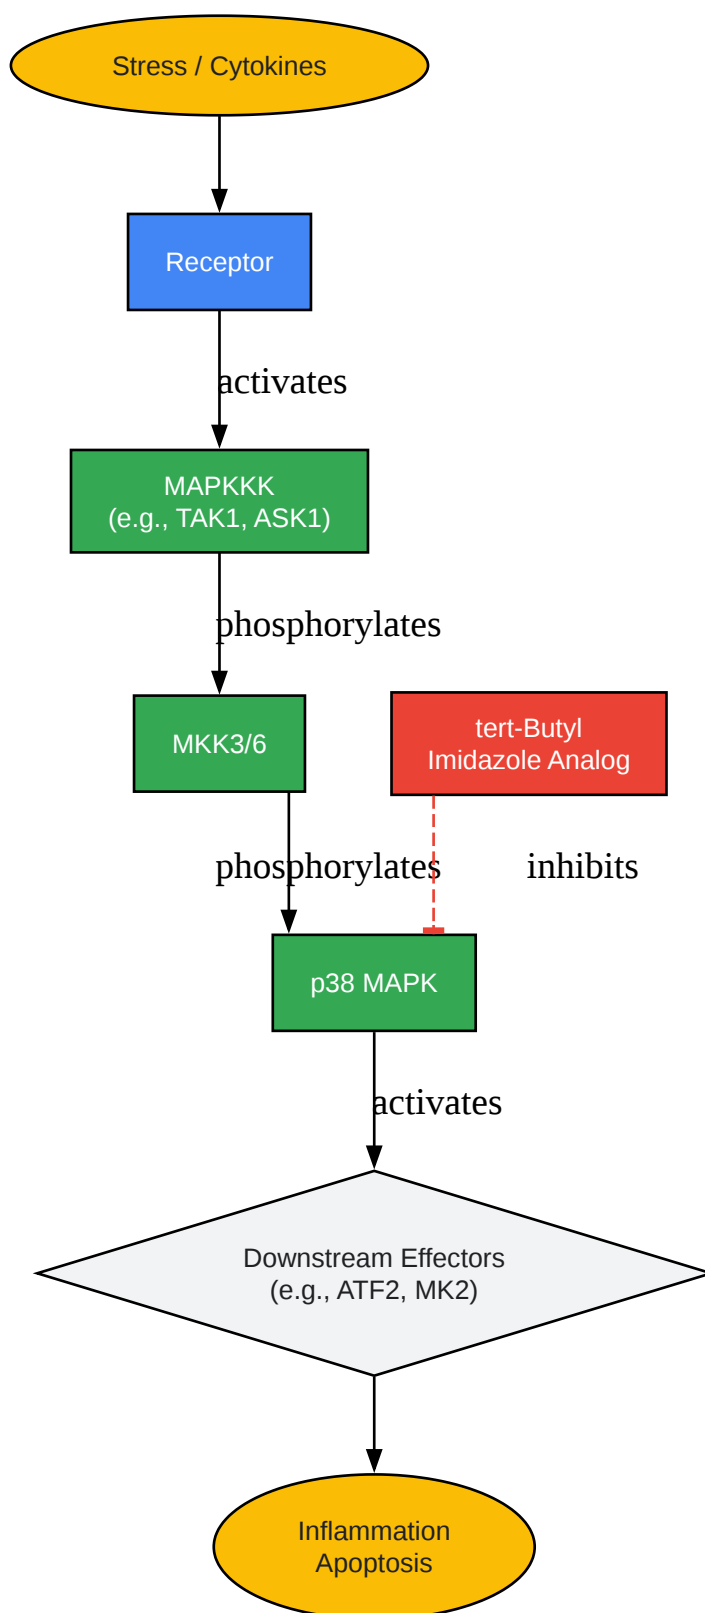 Stress / Cytokines
Receptor
activates
MAPKKK
(e.g., TAK1, ASK1)
phosphorylates
MKK3/6
tert-Butyl
Imidazole Analog
phosphorylates
inhibits
p38 MAPK
activates
Downstream Effectors
(e.g., ATF2, MK2)
Inflammation
Apoptosis